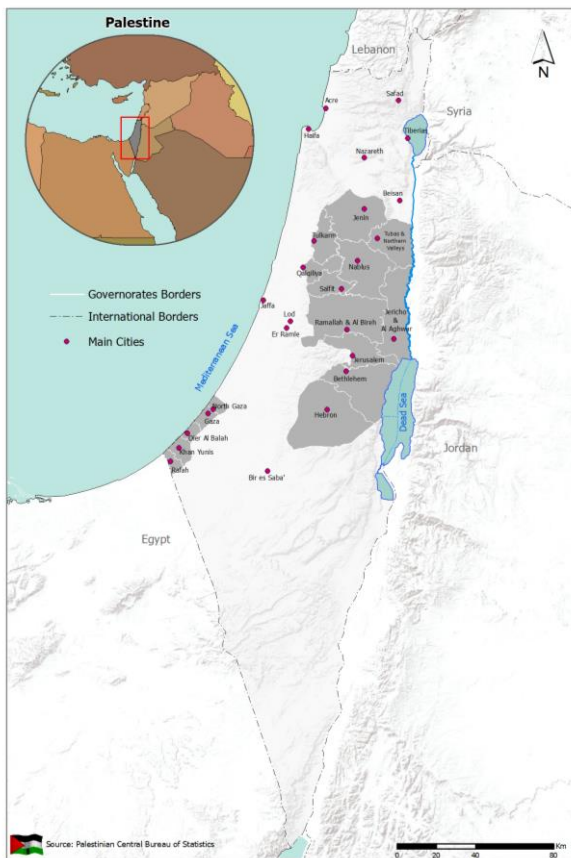 Palestine
Lebanon
N
Safad
Acre
Syria
Tiberias
Haifa
Nazareth
Beisan
Jenin
Tulkarm
Tubas &
Northern
Valleys
Nablus
Qalqiliya
Salfit
Governorates Borders
International Borders
Main Cities
Jaffa
Lod
Er Ramle
Ramallah & Al Bireh
Jericho
&
Al Aghwar
Mediterranean Sea
Jerusalem
Bethlehem
Dead Sea
Hebron
North Gaza
Gaza
Dier Al Balah
Khan Yunis
Rafah
Bir es Saba'
Jordan
Egypt
Source: Palestinian Central Bureau of Statistics
0 20 40 80
Km